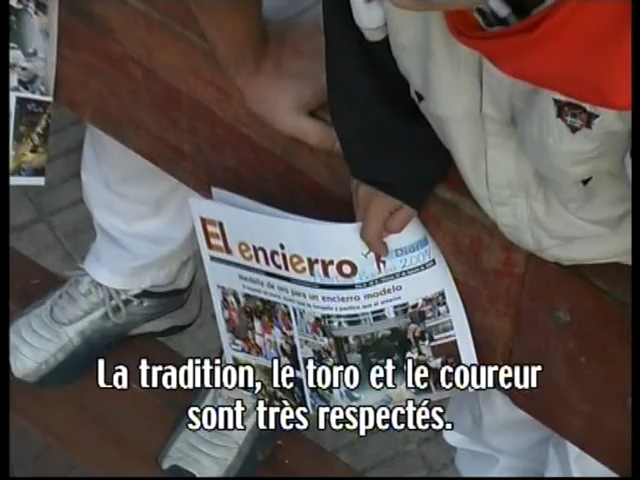 El encierro
Diario
2004
Medalla de oro para un encierro modelo
La tradition, le toro et le coureur
sont très respectés.